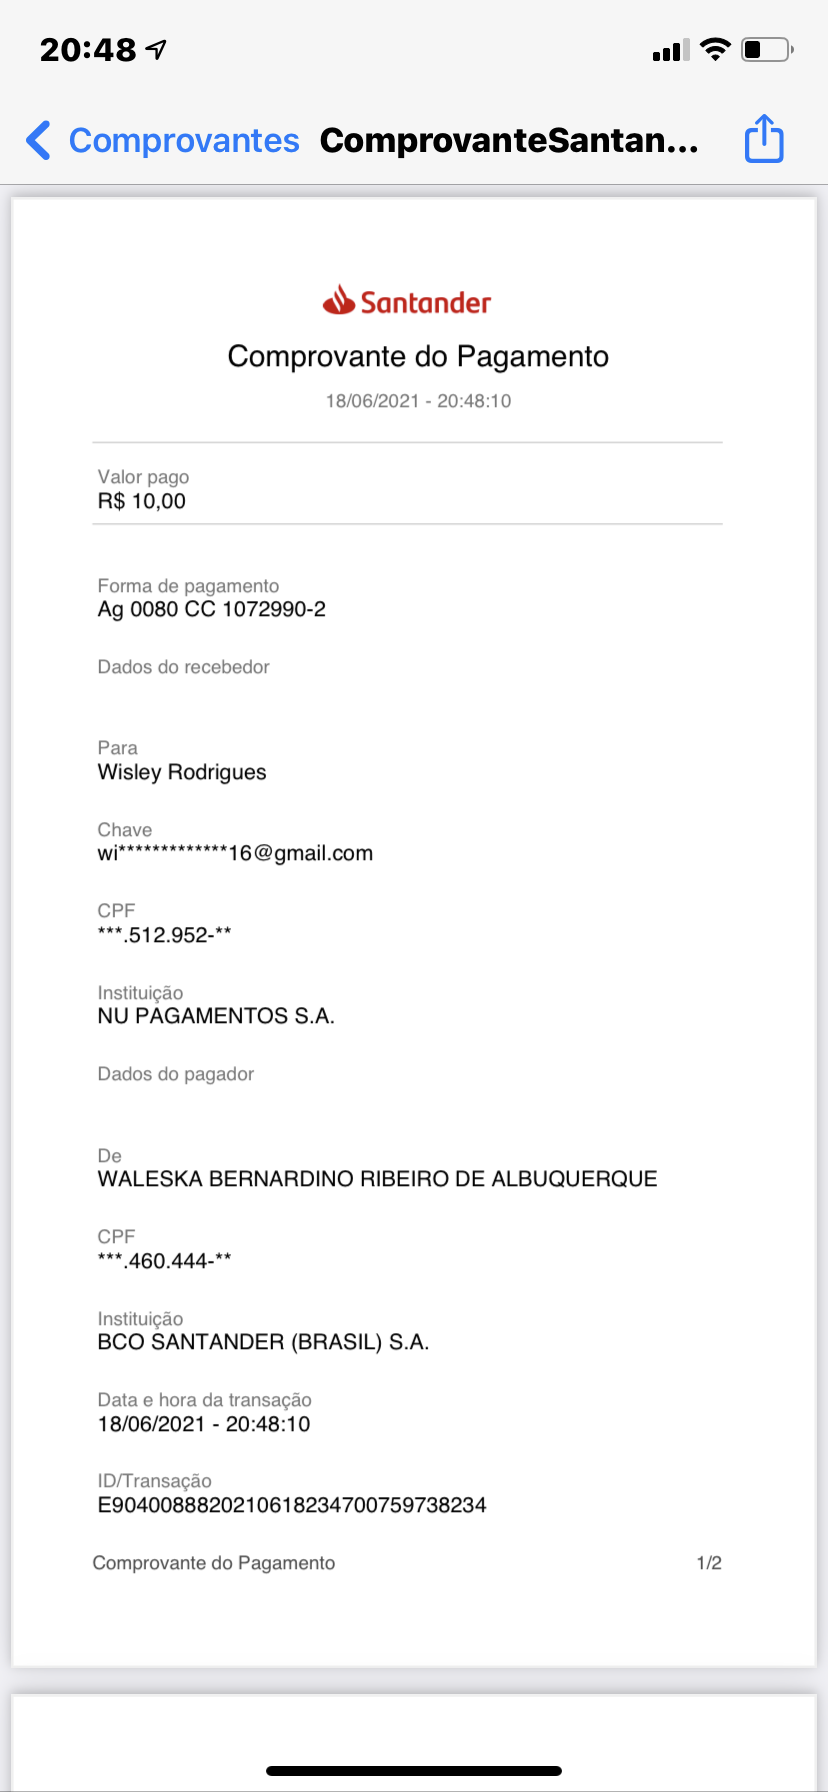 20:48
Comprovantes ComprovanteSantan...
Santander
Comprovante do Pagamento
18/06/2021 - 20:48:10
Valor pago
R$ 10,00
Forma de pagamento
Ag 0080 CC 1072990-2
Dados do recebedor
Para
Wisley Rodrigues
Chave
wi*************16@gmail.com
CPF
***.512.952-**
Instituição
NU PAGAMENTOS S.A.
Dados do pagador
De
WALESKA BERNARDINO RIBEIRO DE ALBUQUERQUE
CPF
***.460.444-**
Instituição
BCO SANTANDER (BRASIL) S.A.
Data e hora da transação
18/06/2021 - 20:48:10
ID/Transação
E9040088820210618234700759738234
Comprovante do Pagamento 1/2